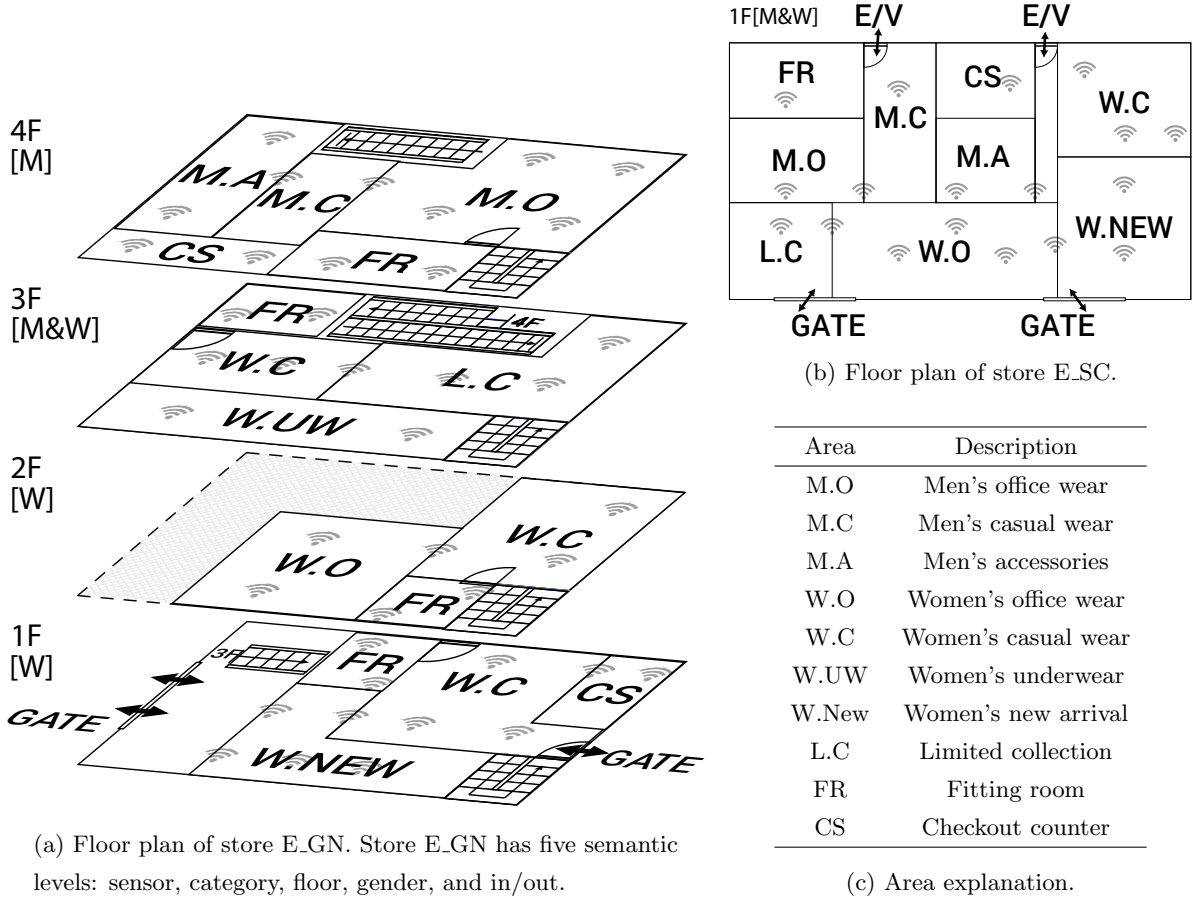 4F
[M]
M.A
M.C
M.O
CS
FR
3F
[M&W]
FR
4F
W.C
L.C
W.UW
2F
[W]
W.C
W.O
FR
1F
[W]
3F
FR
W.C
CS
GATE
GATE
W.NEW
(a) Floor plan of store E_GN. Store E_GN has five semantic
levels: sensor, category, floor, gender, and in/out.
1F[M&W]
E/V
E/V
FR
CS
W.C
M.C
M.O
M.A
W.NEW
L.C
W.O
GATE
GATE
(b) Floor plan of store E_SC.
Area Description
M.O Men's office wear
M.C Men's casual wear
M.A Men's accessories
W.O Women's office wear
W.C Women's casual wear
W.UW Women's underwear
W.New Women's new arrival
L.C Limited collection
FR Fitting room
CS Checkout counter
(c) Area explanation.